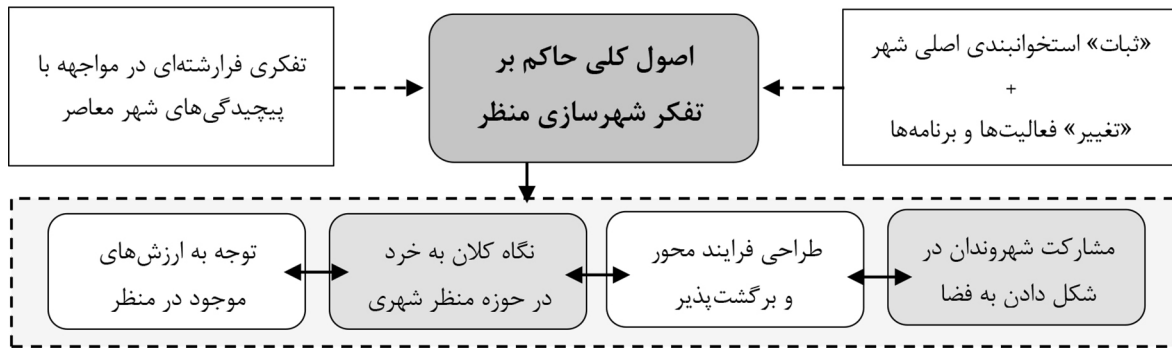 «ثبات» استخوانبندی اصلی شهر
+
«تغییر» فعالیت‌ها و برنامه‌ها
اصول کلی حاکم بر
تفکر شهرسازی منظر
تفکری فرارشته‌ای در مواجهه با
پیچیدگی‌های شهر معاصر
مشارکت شهروندان در
شکل دادن به فضا
طراحی فرایند محور
و برگشت‌پذیر
نگاه کلان به خرد
در حوزه منظر شهری
توجه به ارزش‌های
موجود در منظر